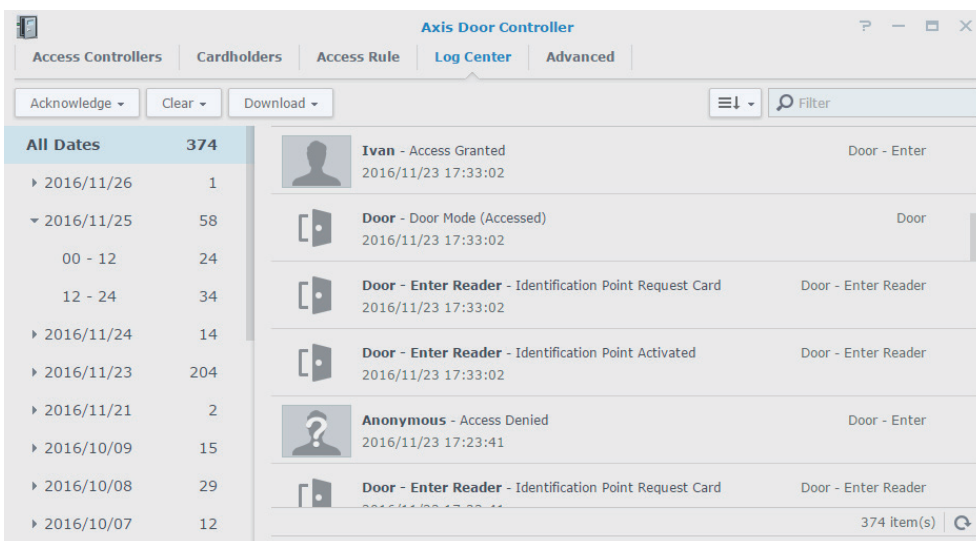 Axis Door Controller
Access Controllers Cardholders Access Rule Log Center Advanced
Acknowledge Clear Download Filter
All Dates 374
2016/11/26 1
2016/11/25 58
00 - 12 24
12 - 24 34
2016/11/24 14
2016/11/23 204
2016/11/21 2
2016/10/09 15
2016/10/08 29
2016/10/07 12
Ivan - Access Granted Door - Enter
2016/11/23 17:33:02
Door - Door Mode (Accessed) Door
2016/11/23 17:33:02
Door - Enter Reader - Identification Point Request Card Door - Enter Reader
2016/11/23 17:33:02
Door - Enter Reader - Identification Point Activated Door - Enter Reader
2016/11/23 17:33:02
Anonymous - Access Denied Door - Enter
2016/11/23 17:23:41
Door - Enter Reader - Identification Point Request Card Door - Enter Reader
374 item(s)